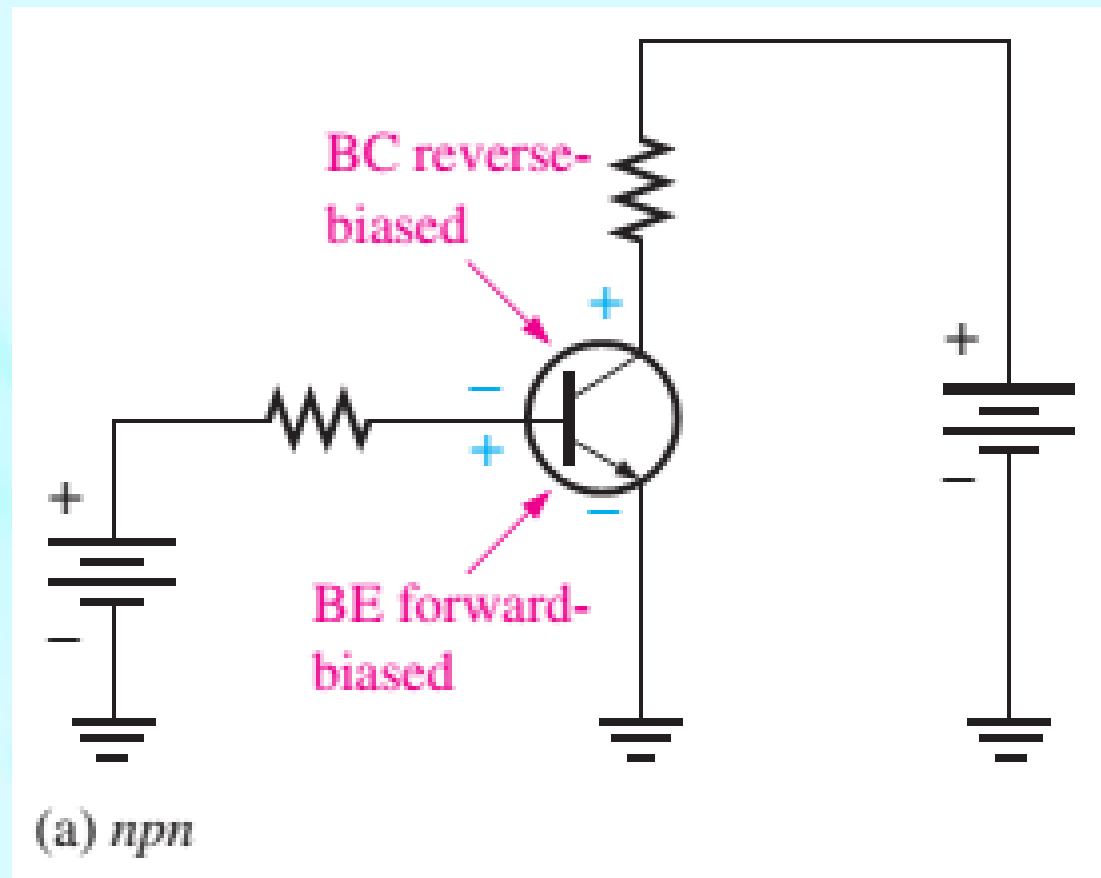 BC reverse-
biased
+
+
−
+
+
−
−
−
BE forward-
biased
(a) npn